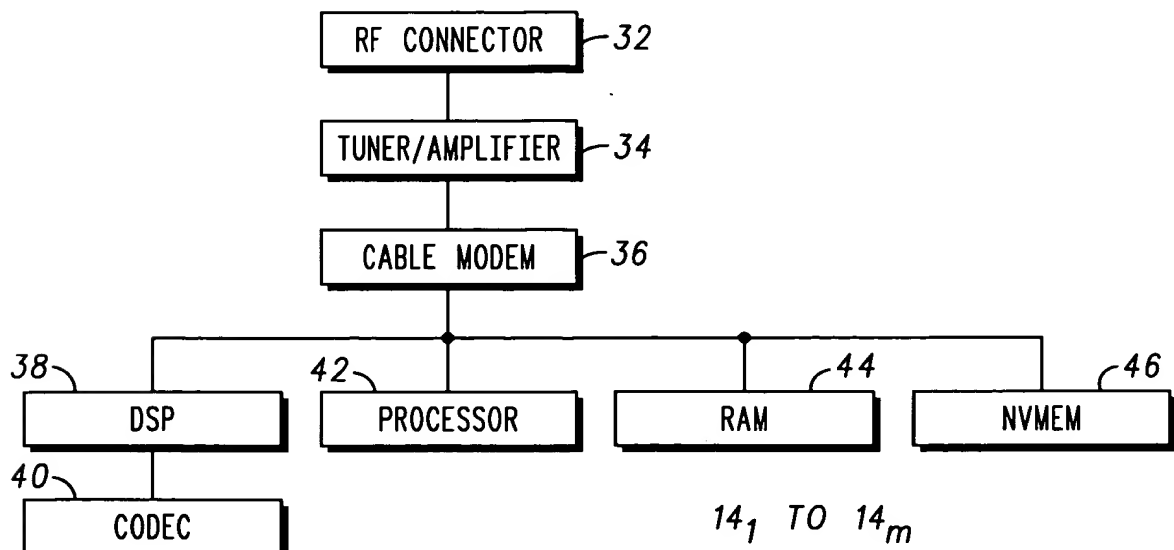 RF CONNECTOR 32
TUNER/AMPLIFIER 34
CABLE MODEM 36
38 42 44 46
DSP PROCESSOR RAM NVMEM
40
CODEC
14₁ TO 14ₘ